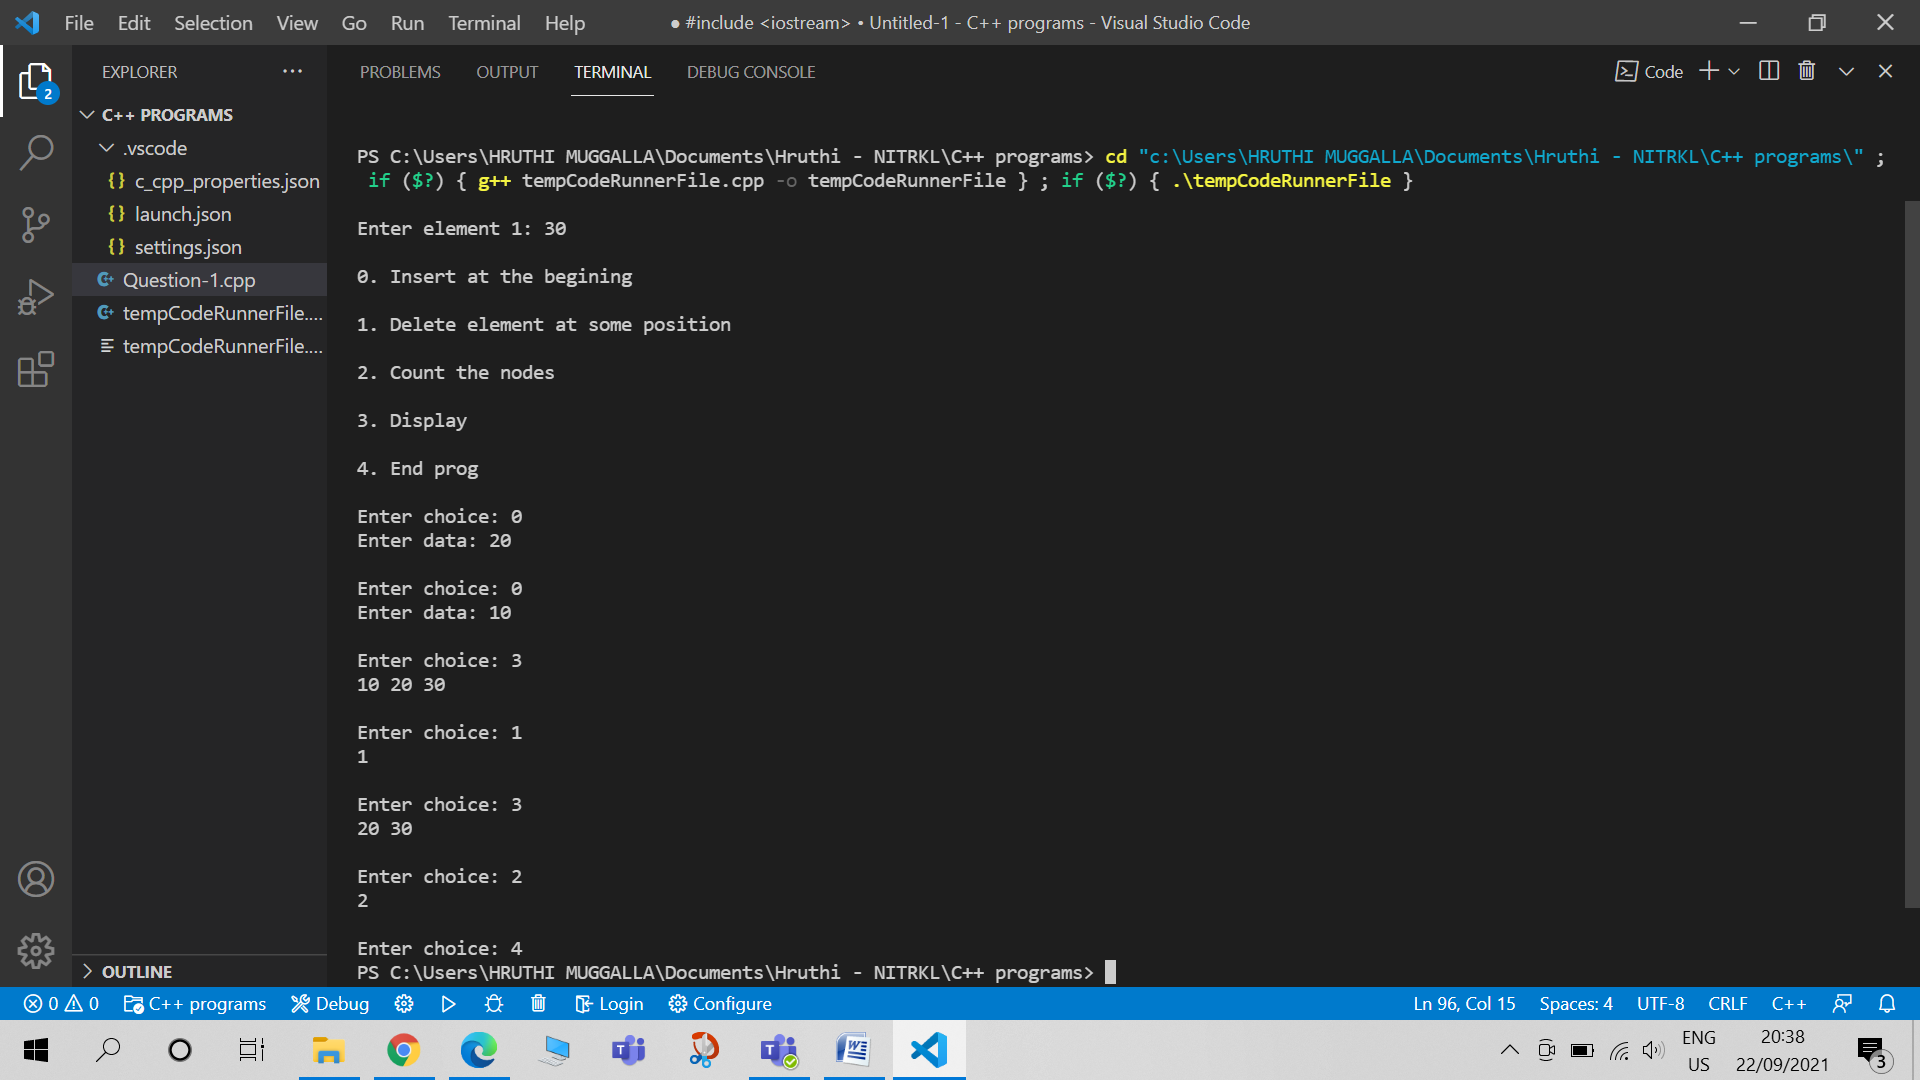 File Edit Selection View Go Run Terminal Help ● #include <iostream> • Untitled-1 - C++ programs - Visual Studio Code
EXPLORER ···
PROBLEMS OUTPUT TERMINAL DEBUG CONSOLE Code
2
C++ PROGRAMS
.vscode
{} c_cpp_properties.json
{} launch.json
{} settings.json
Question-1.cpp
tempCodeRunnerFile....
tempCodeRunnerFile....
PS C:\Users\HRUTHI MUGGALLA\Documents\Hruthi - NITRKL\C++ programs> cd "c:\Users\HRUTHI MUGGALLA\Documents\Hruthi - NITRKL\C++ programs\" ;
if ($?) { g++ tempCodeRunnerFile.cpp -o tempCodeRunnerFile } ; if ($?) { .\tempCodeRunnerFile }
Enter element 1: 30
0. Insert at the begining
1. Delete element at some position
2. Count the nodes
3. Display
4. End prog
Enter choice: 0
Enter data: 20
Enter choice: 0
Enter data: 10
Enter choice: 3
10 20 30
Enter choice: 1
1
Enter choice: 3
20 30
Enter choice: 2
2
Enter choice: 4
PS C:\Users\HRUTHI MUGGALLA\Documents\Hruthi - NITRKL\C++ programs>
OUTLINE
0 0 C++ programs Debug Login Configure Ln 96, Col 15 Spaces: 4 UTF-8 CRLF C++
ENG 20:38
US 22/09/2021 3